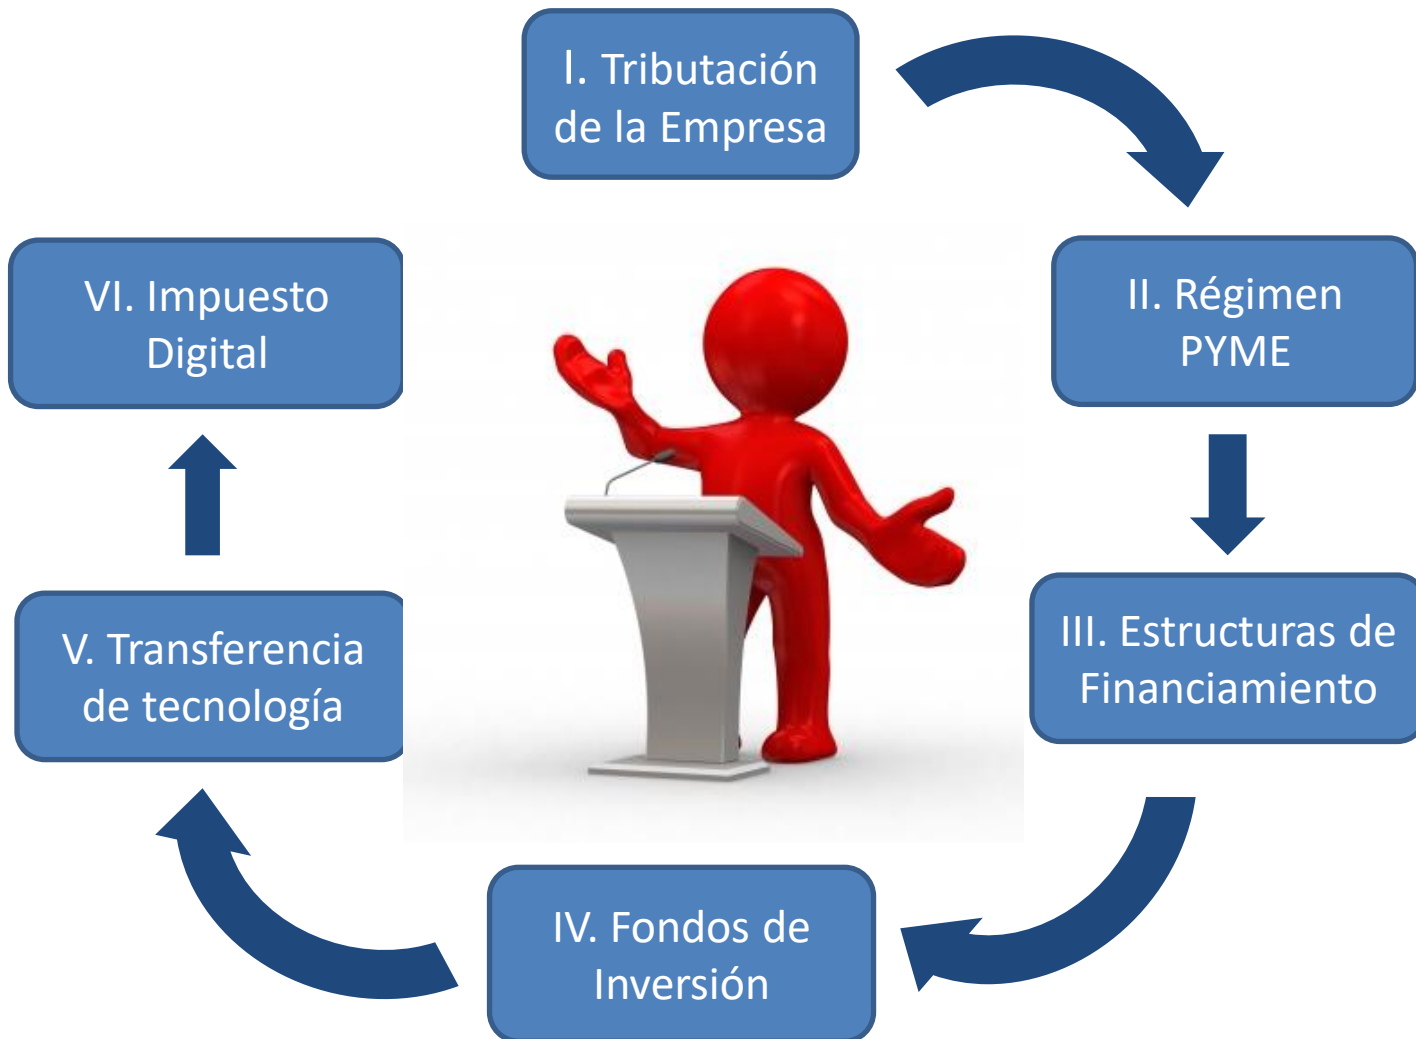 I. Tributación
de la Empresa
II. Régimen
PYME
III. Estructuras de
Financiamiento
IV. Fondos de
Inversión
V. Transferencia
de tecnología
VI. Impuesto
Digital